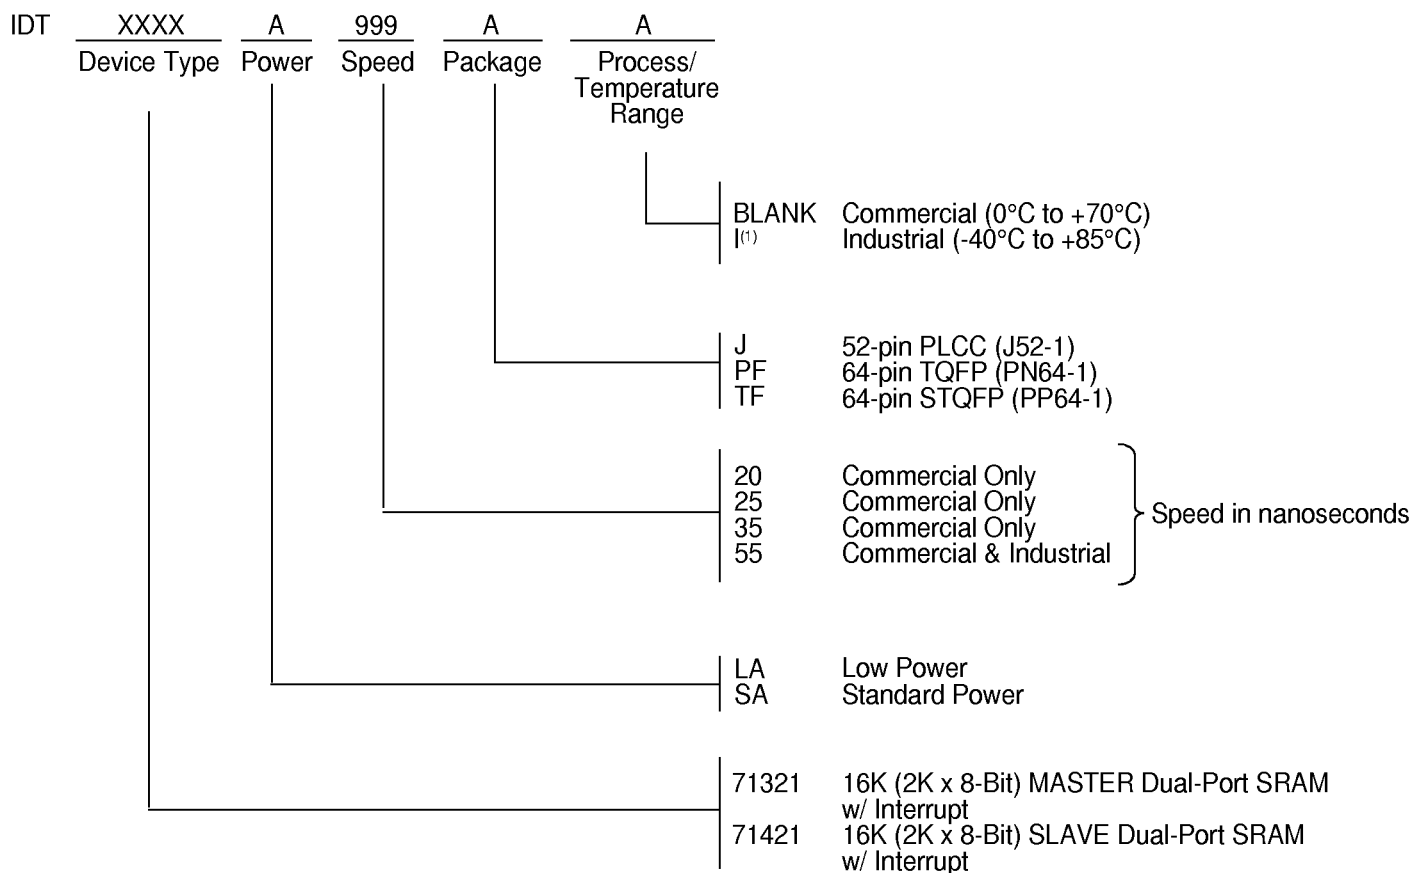 IDT XXXX A 999 A A
Device Type Power Speed Package Process/
Temperature
Range
BLANK Commercial (0°C to +70°C)
I(1) Industrial (-40°C to +85°C)
J 52-pin PLCC (J52-1)
PF 64-pin TQFP (PN64-1)
TF 64-pin STQFP (PP64-1)
20 Commercial Only
25 Commercial Only
35 Commercial Only
55 Commercial & Industrial
Speed in nanoseconds
LA Low Power
SA Standard Power
71321 16K (2K x 8-Bit) MASTER Dual-Port SRAM
w/ Interrupt
71421 16K (2K x 8-Bit) SLAVE Dual-Port SRAM
w/ Interrupt